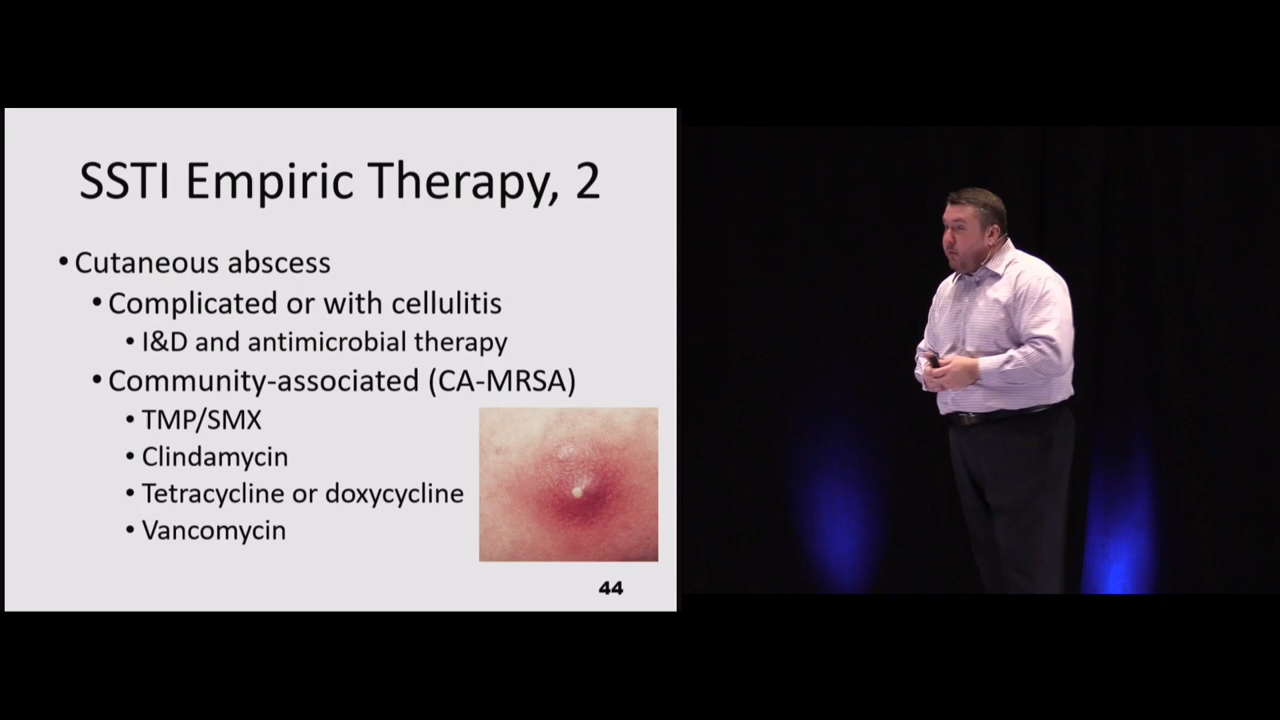 SSTI Empiric Therapy, 2
• Cutaneous abscess
• Complicated or with cellulitis
• I&D and antimicrobial therapy
• Community-associated (CA-MRSA)
• TMP/SMX
• Clindamycin
• Tetracycline or doxycycline
• Vancomycin
44